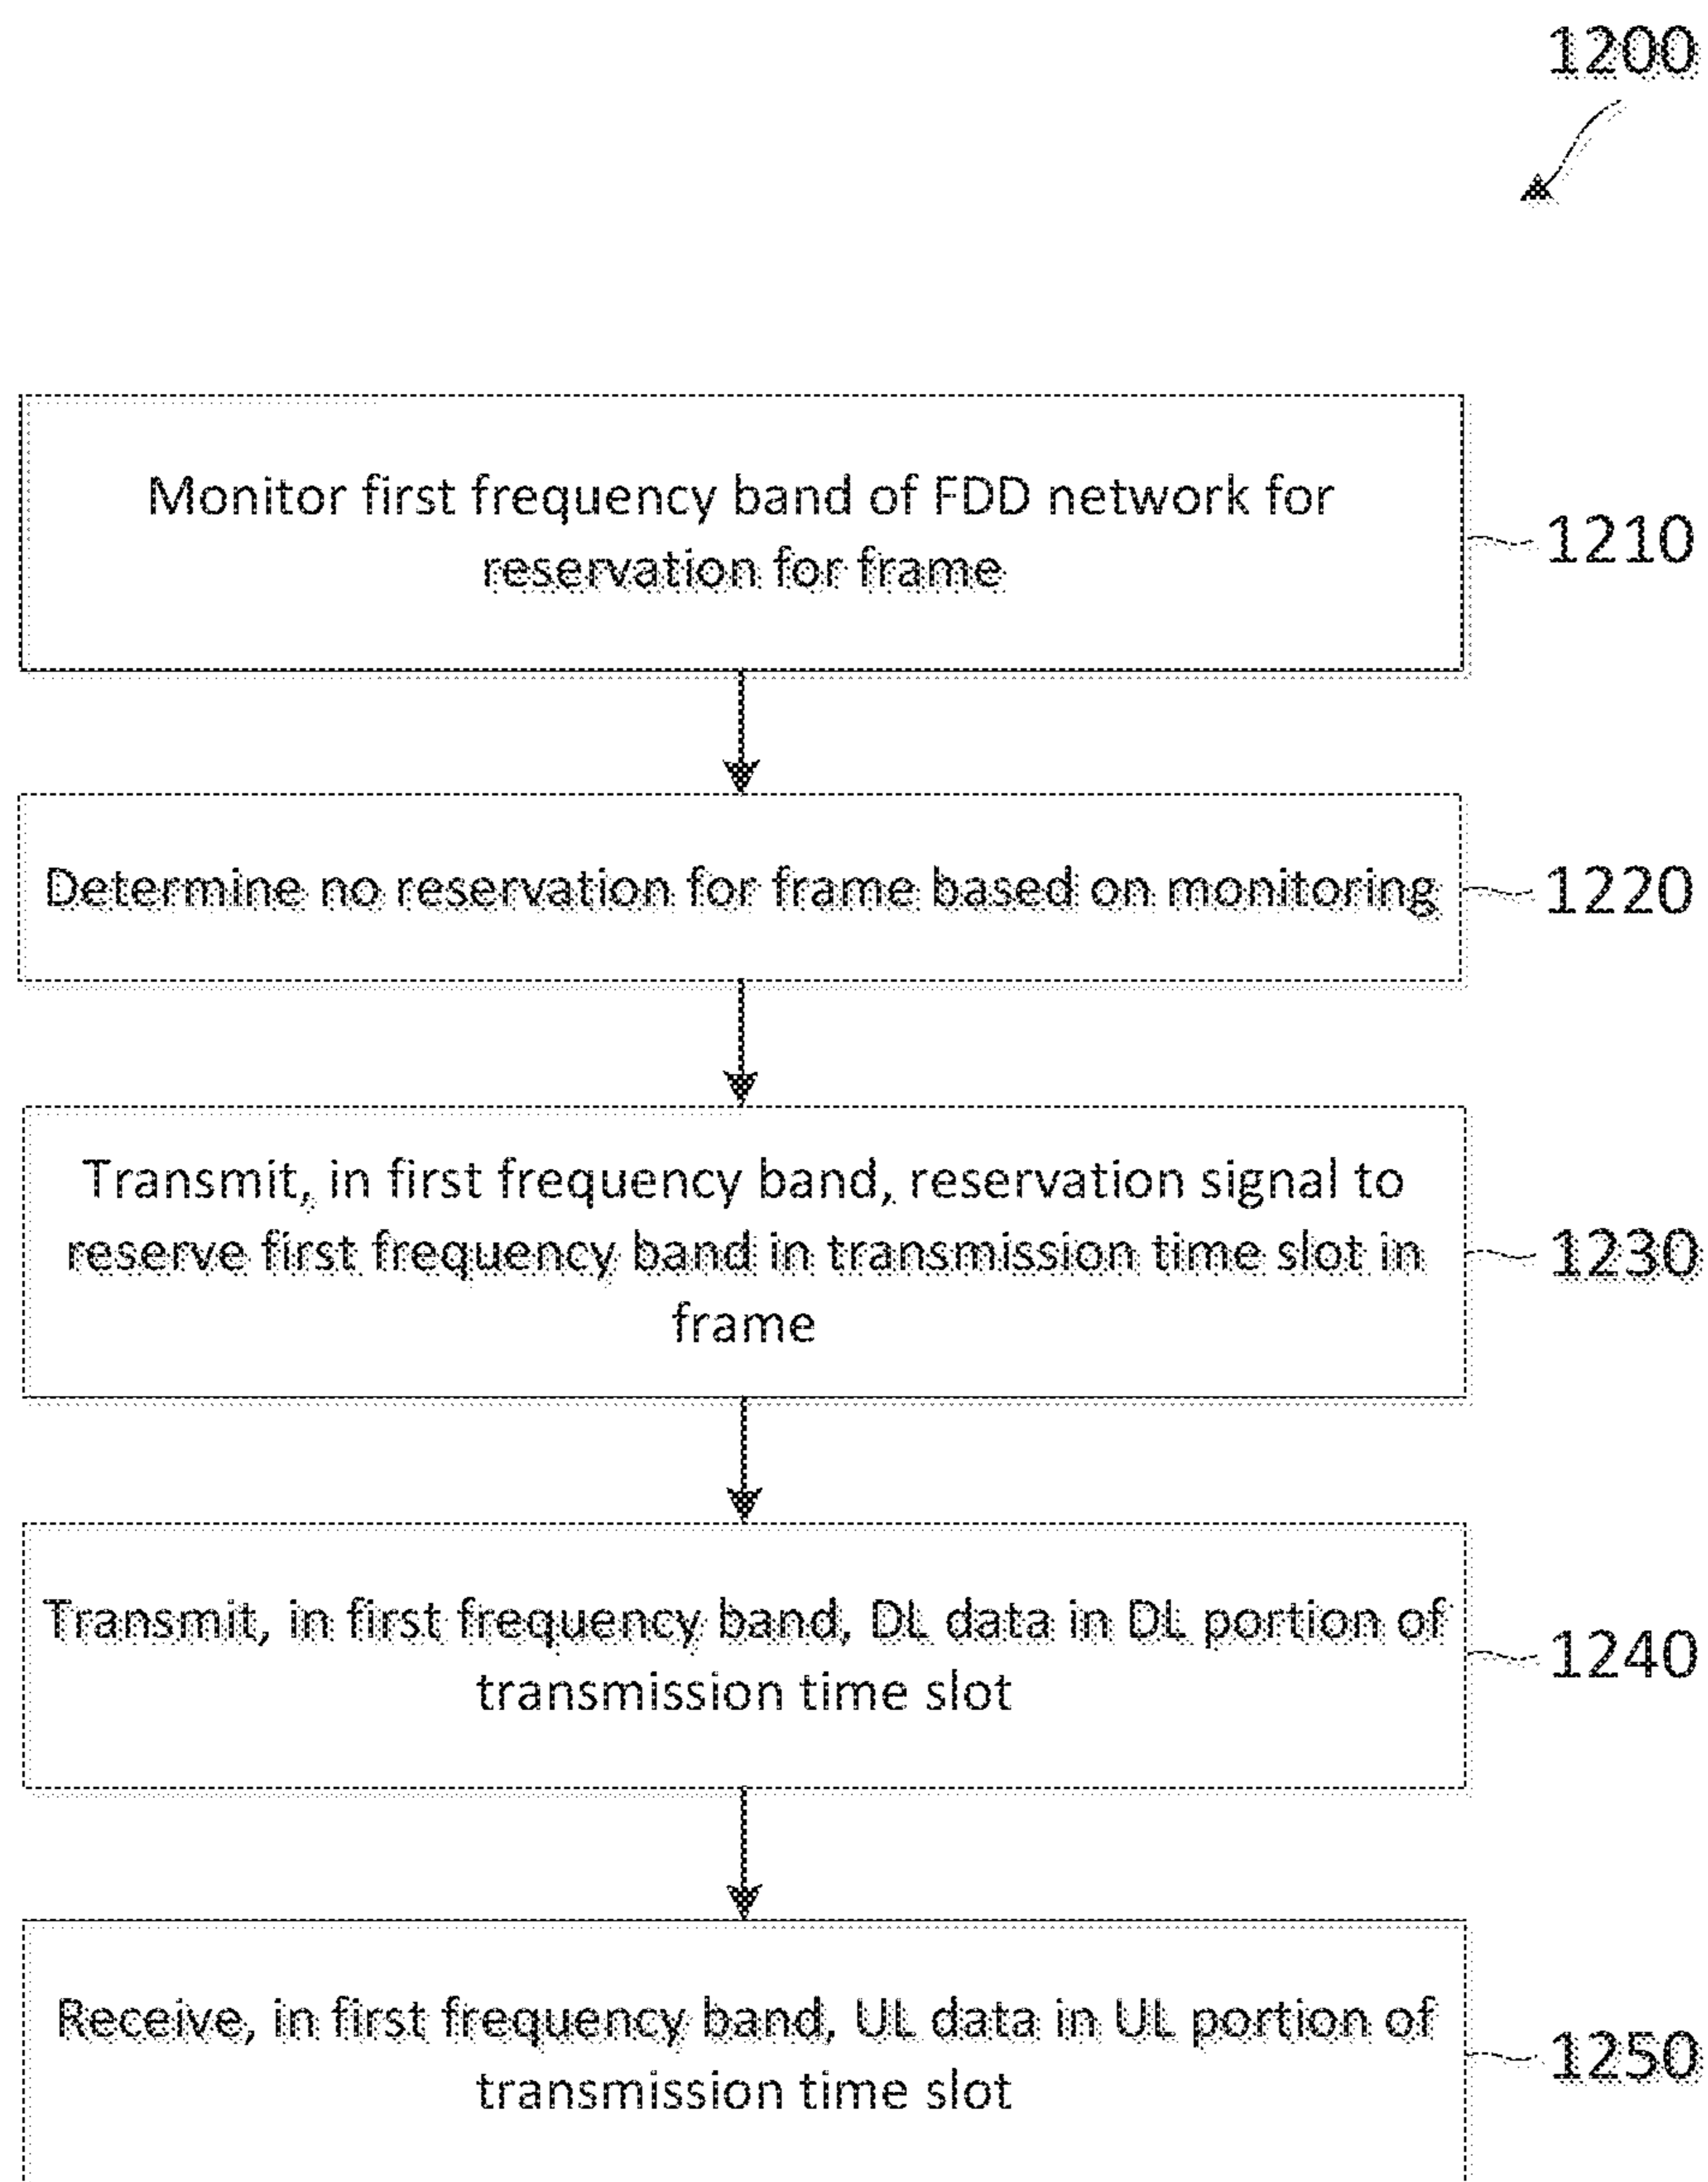 1200
Monitor first frequency band of FDD network for
reservation for frame
1210
Determine no reservation for frame based on monitoring
1220
Transmit, in first frequency band, reservation signal to
reserve first frequency band in transmission time slot in
frame
1230
Transmit, in first frequency band, DL data in DL portion of
transmission time slot
1240
Receive, in first frequency band, UL data in UL portion of
transmission time slot
1250